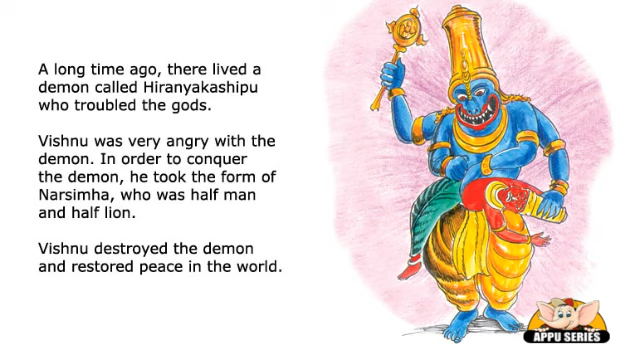 A long time ago, there lived a
demon called Hiranyakashipu
who troubled the gods.
Vishnu was very angry with the
demon. In order to conquer
the demon, he took the form of
Narsimha, who was half man
and half lion.
Vishnu destroyed the demon
and restored peace in the world.
APPU SERIES